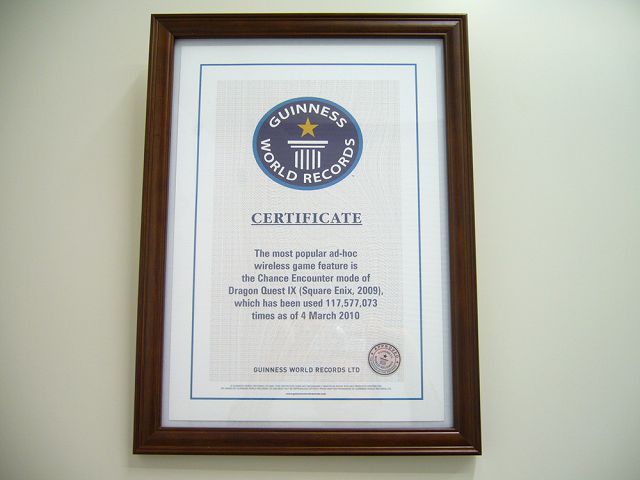 GUINNESS
WORLD RECORDS
CERTIFICATE
The most popular ad-hoc
wireless game feature is
the Chance Encounter mode of
Dragon Quest IX (Square Enix, 2009),
which has been used 117,577,073
times as of 4 March 2010
GUINNESS WORLD RECORDS LTD